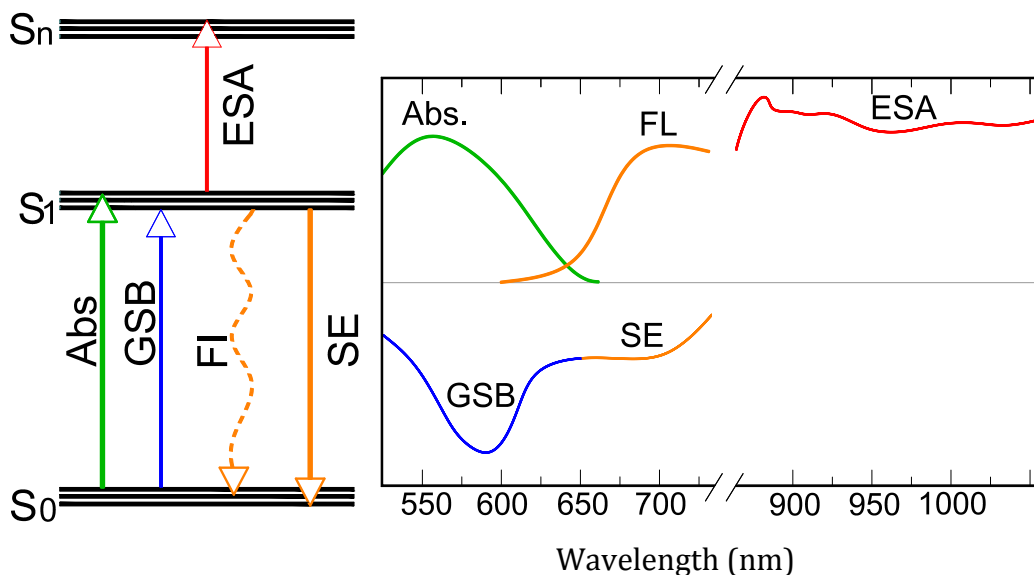 Sn
ESA
S1
Abs
GSB
Fl
SE
S0
Abs.
FL
ESA
GSB
SE
550 600 650 700 900 950 1000
Wavelength (nm)